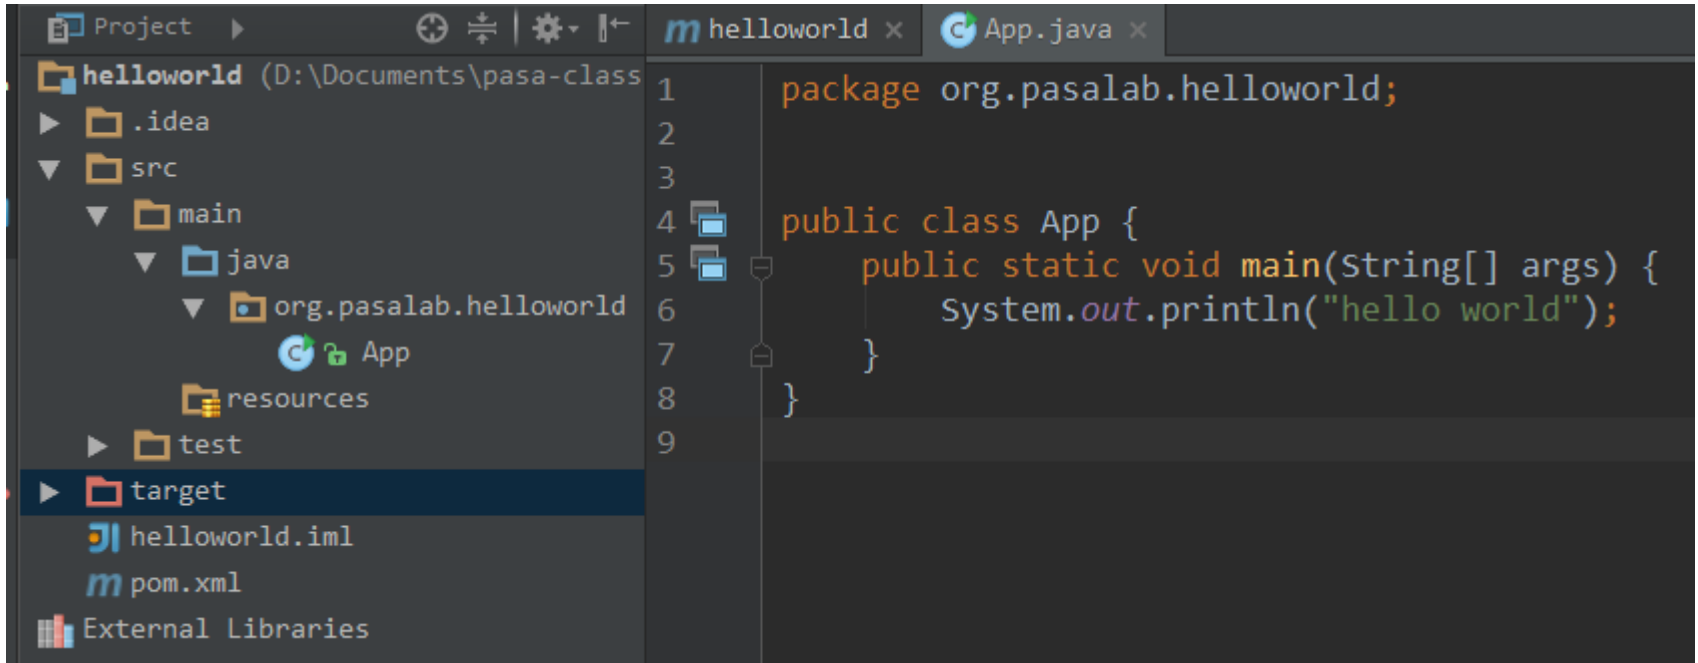 Project
helloworld (D:\Documents\pasa-class
.idea
src
main
java
org.pasalab.helloworld
App
resources
test
target
helloworld.iml
pom.xml
External Libraries
helloworld App.java
1 package org.pasalab.helloworld;
2
3
4 public class App {
5 public static void main(String[] args) {
6 System.out.println("hello world");
7 }
8 }
9